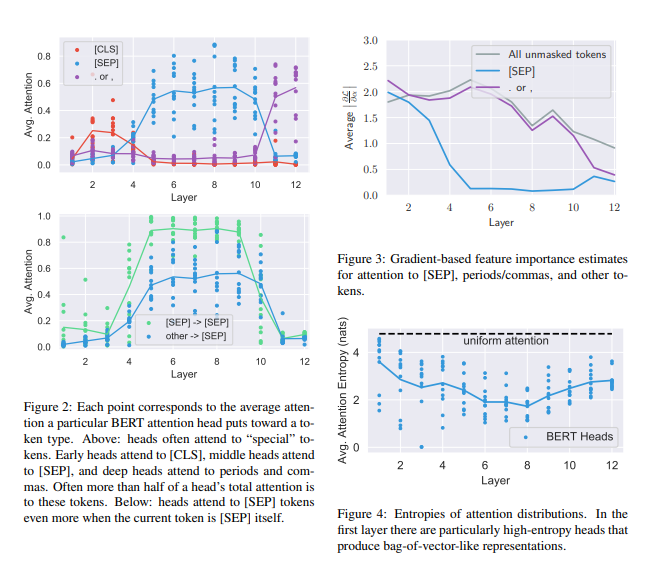 [CLS]
[SEP]
. or ,
Avg. Attention
0.8
0.6
0.4
0.2
0.0
2 4 6 8 10 12
Layer
1.0
0.8
0.6
0.4
0.2
0.0
Avg. Attention
[SEP] -> [SEP]
other -> [SEP]
2 4 6 8 10 12
Layer
Figure 2: Each point corresponds to the average atten-
tion a particular BERT attention head puts toward a to-
ken type. Above: heads often attend to “special” to-
kens. Early heads attend to [CLS], middle heads attend
to [SEP], and deep heads attend to periods and com-
mas. Often more than half of a head’s total attention is
to these tokens. Below: heads attend to [SEP] tokens
even more when the current token is [SEP] itself.
3.0
2.5
2.0
1.5
1.0
0.5
0.0
Average |∂L/∂α|
All unmasked tokens
[SEP]
. or ,
2 4 6 8 10 12
Layer
Figure 3: Gradient-based feature importance estimates
for attention to [SEP], periods/commas, and other to-
kens.
Avg. Attention Entropy (nats)
4
2
0
uniform attention
BERT Heads
2 4 6 8 10 12
Layer
Figure 4: Entropies of attention distributions. In the
first layer there are particularly high-entropy heads that
produce bag-of-vector-like representations.